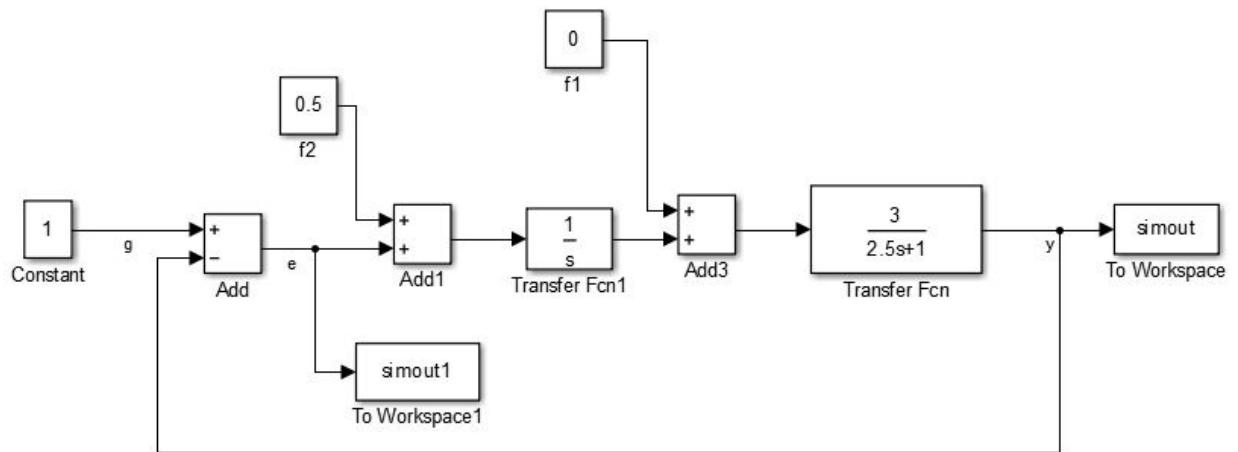 0
f1
0.5
f2
1
Constant
g
+
−
Add
e
+
+
Add1
1
s
Transfer Fcn1
+
+
Add3
3
2.5s+1
Transfer Fcn
y
simout
To Workspace
simout1
To Workspace1